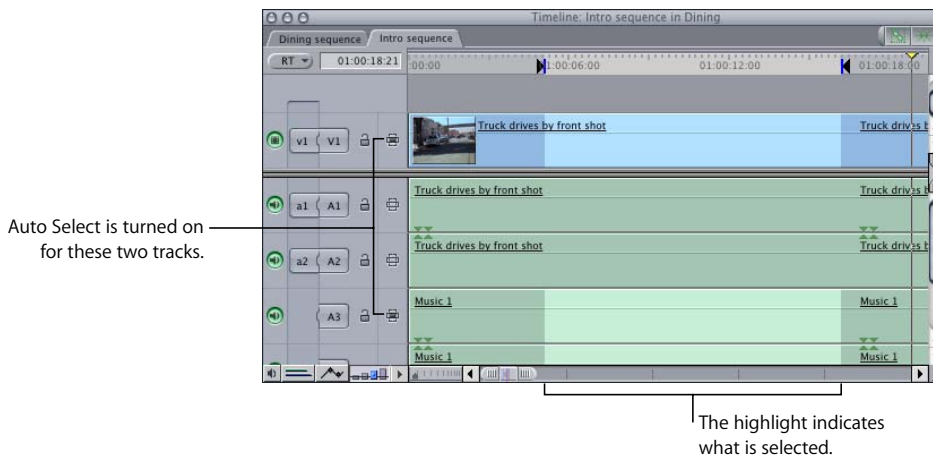 Timeline: Intro sequence in Dining
Dining sequence
Intro sequence
RT
01:00:18:21
:00:00
1:00:06:00
01:00:12:00
01:00:18:00
v1
V1
Truck drives by front shot
Truck drives b
Auto Select is turned on
for these two tracks.
a1
A1
Truck drives by front shot
Truck drives b
a2
A2
Truck drives by front shot
Truck drives b
A3
Music 1
Music 1
Music 1
Music 1
The highlight indicates
what is selected.